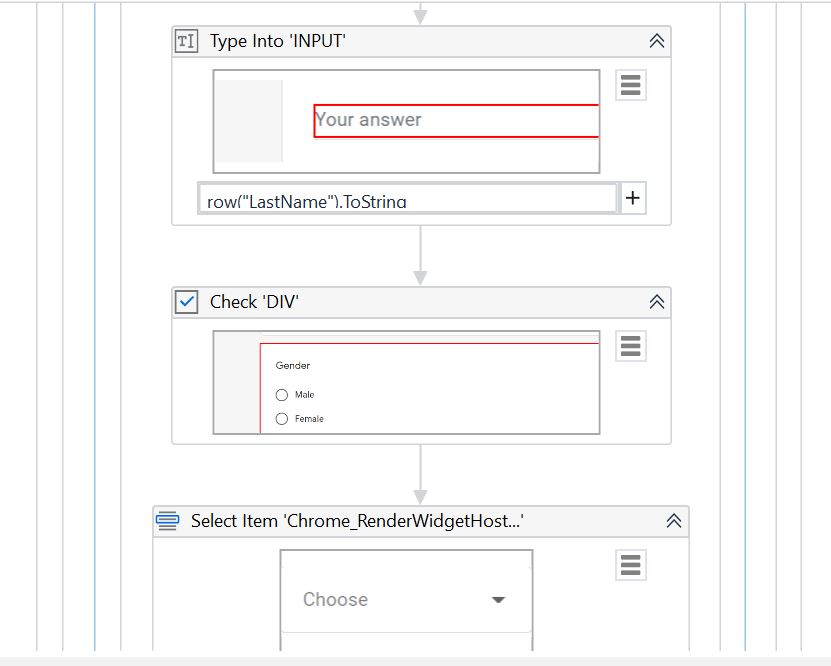 Type Into 'INPUT'
Your answer
row("LastName").ToString
Check 'DIV'
Gender
Male
Female
Select Item 'Chrome_RenderWidgetHost...'
Choose